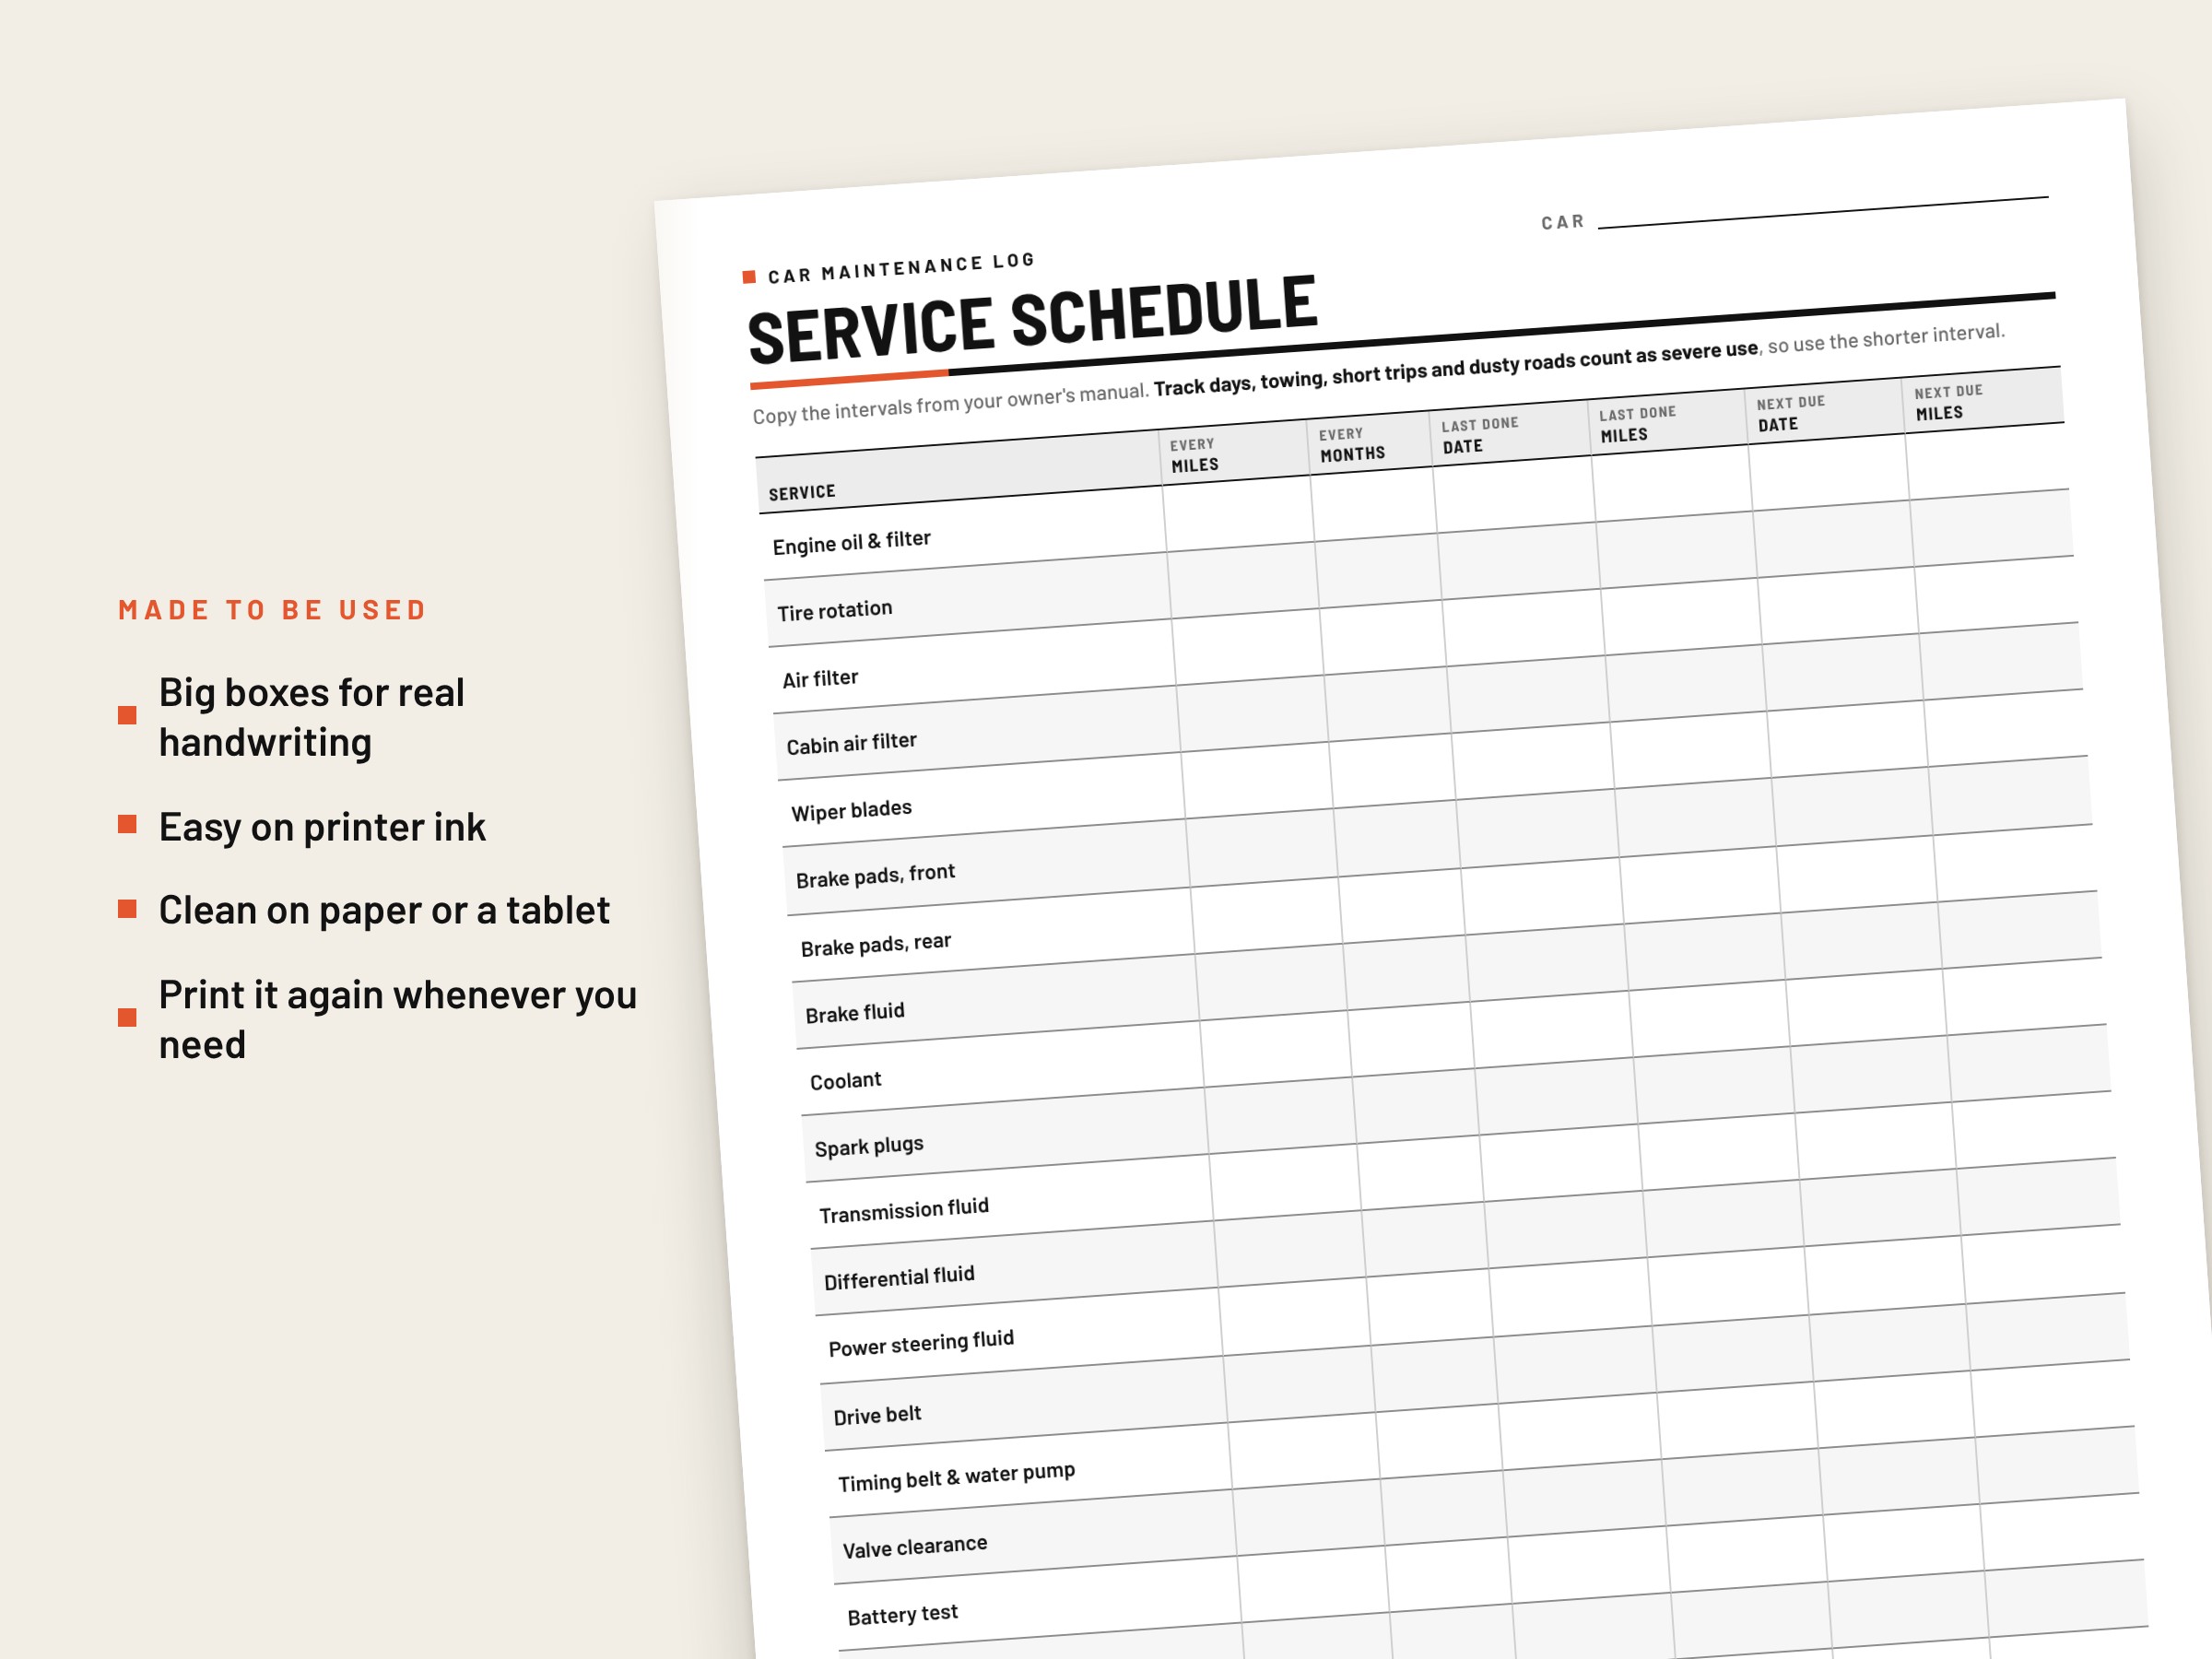 MADE TO BE USED
Big boxes for real
handwriting
Easy on printer ink
Clean on paper or a tablet
Print it again whenever you
need
CAR
CAR MAINTENANCE LOG
SERVICE SCHEDULE
Copy the intervals from your owner's manual. Track days, towing, short trips and dusty roads count as severe use, so use the shorter interval.
SERVICE EVERY MILES EVERY MONTHS LAST DONE DATE LAST DONE MILES NEXT DUE DATE NEXT DUE MILES
Engine oil & filter
Tire rotation
Air filter
Cabin air filter
Wiper blades
Brake pads, front
Brake pads, rear
Brake fluid
Coolant
Spark plugs
Transmission fluid
Differential fluid
Power steering fluid
Drive belt
Timing belt & water pump
Valve clearance
Battery test